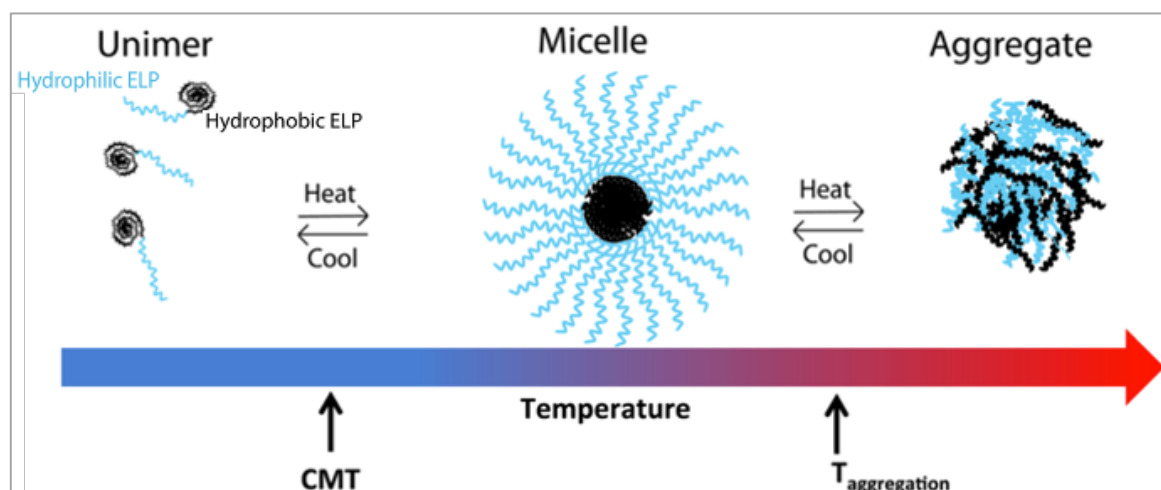 Unimer
Micelle
Aggregate
Hydrophilic ELP
Hydrophobic ELP
Heat
Cool
Heat
Cool
Temperature
CMT
Taggregation